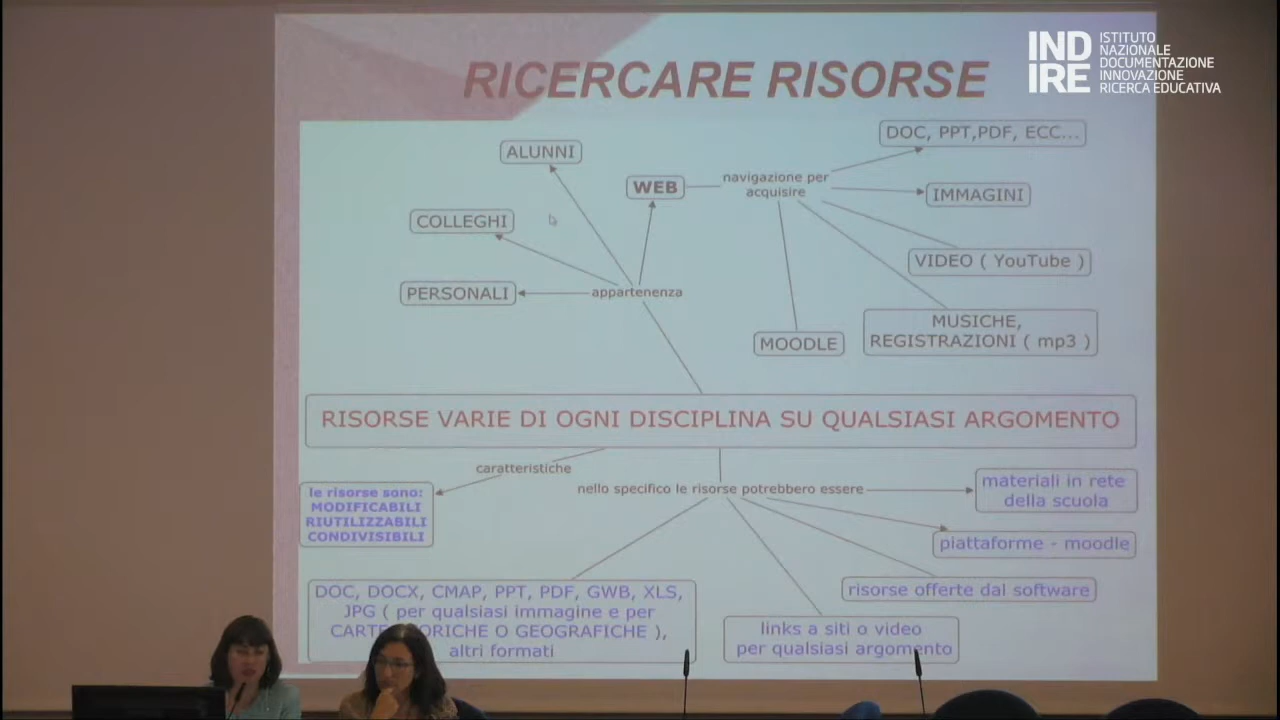 RICERCARE RISORSE
IND
IRE
ISTITUTO
NAZIONALE
DOCUMENTAZIONE
INNOVAZIONE
RICERCA EDUCATIVA
DOC, PPT,PDF, ECC...
ALUNNI
WEB
navigazione per
acquisire
IMMAGINI
COLLEGHI
VIDEO ( YouTube )
PERSONALI
appartenenza
MUSICHE,
REGISTRAZIONI ( mp3 )
MOODLE
RISORSE VARIE DI OGNI DISCIPLINA SU QUALSIASI ARGOMENTO
caratteristiche
nello specifico le risorse potrebbero essere
materiali in rete
della scuola
le risorse sono:
MODIFICABILI
RIUTILIZZABILI
CONDIVISIBILI
piattaforme - moodle
risorse offerte dal software
DOC, DOCX, CMAP, PPT, PDF, GWB, XLS,
JPG ( per qualsiasi immagine e per
CARTE O GEOGRAFICHE ),
altri formati
links a siti o video
per qualsiasi argomento